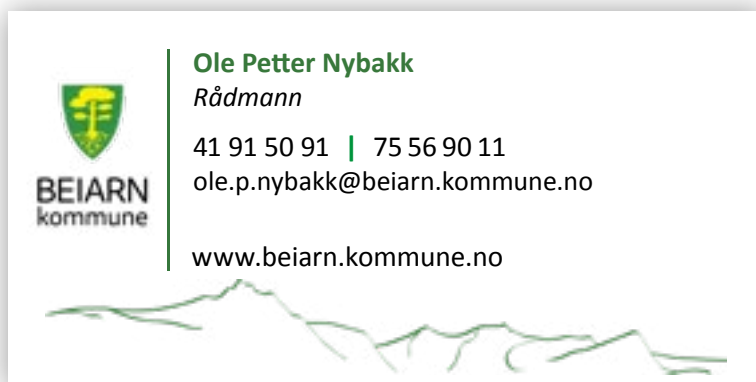 Ole Petter Nybakk
Rådmann
41 91 50 91 | 75 56 90 11
ole.p.nybakk@beiarn.kommune.no
BEIARN
kommune
www.beiarn.kommune.no